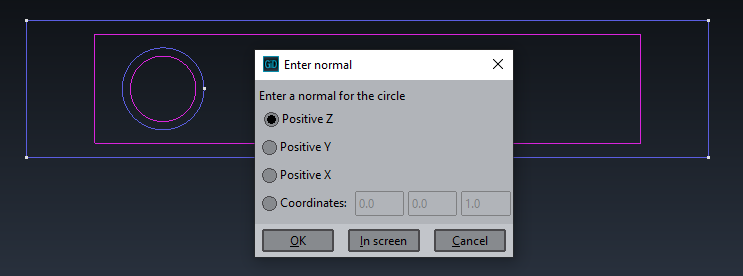 GiD Enter normal
Enter a normal for the circle
Positive Z
Positive Y
Positive X
Coordinates: 0.0 0.0 1.0
OK In screen Cancel